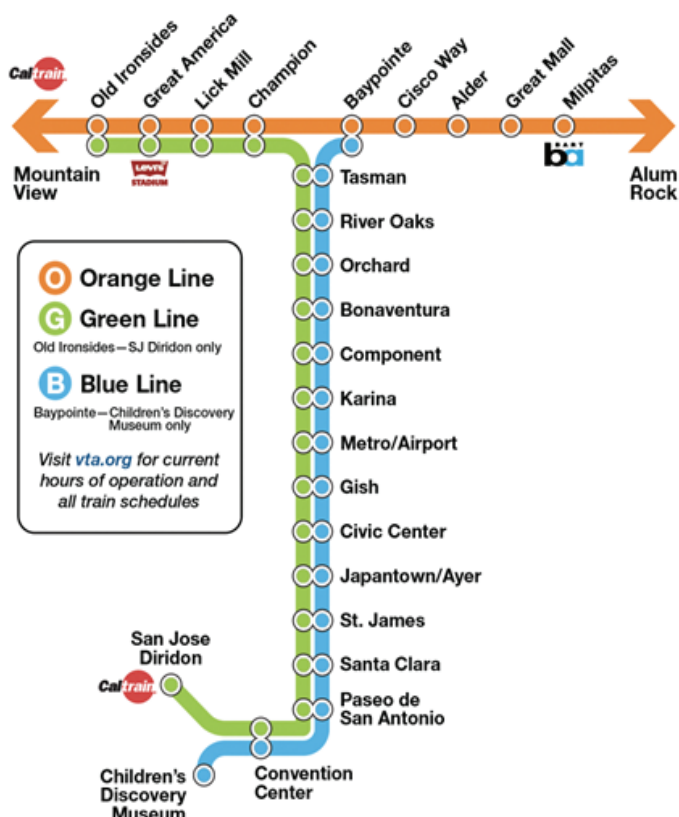 Old Ironsides
Great America
Lick Mill
Champion
Baypointe
Cisco Way
Alder
Great Mall
Milpitas
Caltrain
Mountain
View
LEVI'S
STADIUM
BART
ba
Alum
Rock
Tasman
River Oaks
Orchard
Bonaventura
Component
Karina
Metro/Airport
Gish
Civic Center
Japantown/Ayer
St. James
Santa Clara
Paseo de
San Antonio
O Orange Line
G Green Line
Old Ironsides—SJ Diridon only
B Blue Line
Baypointe—Children's Discovery
Museum only
Visit vta.org for current
hours of operation and
all train schedules
San Jose
Diridon
Caltrain
Convention
Center
Children's
Discovery
Museum